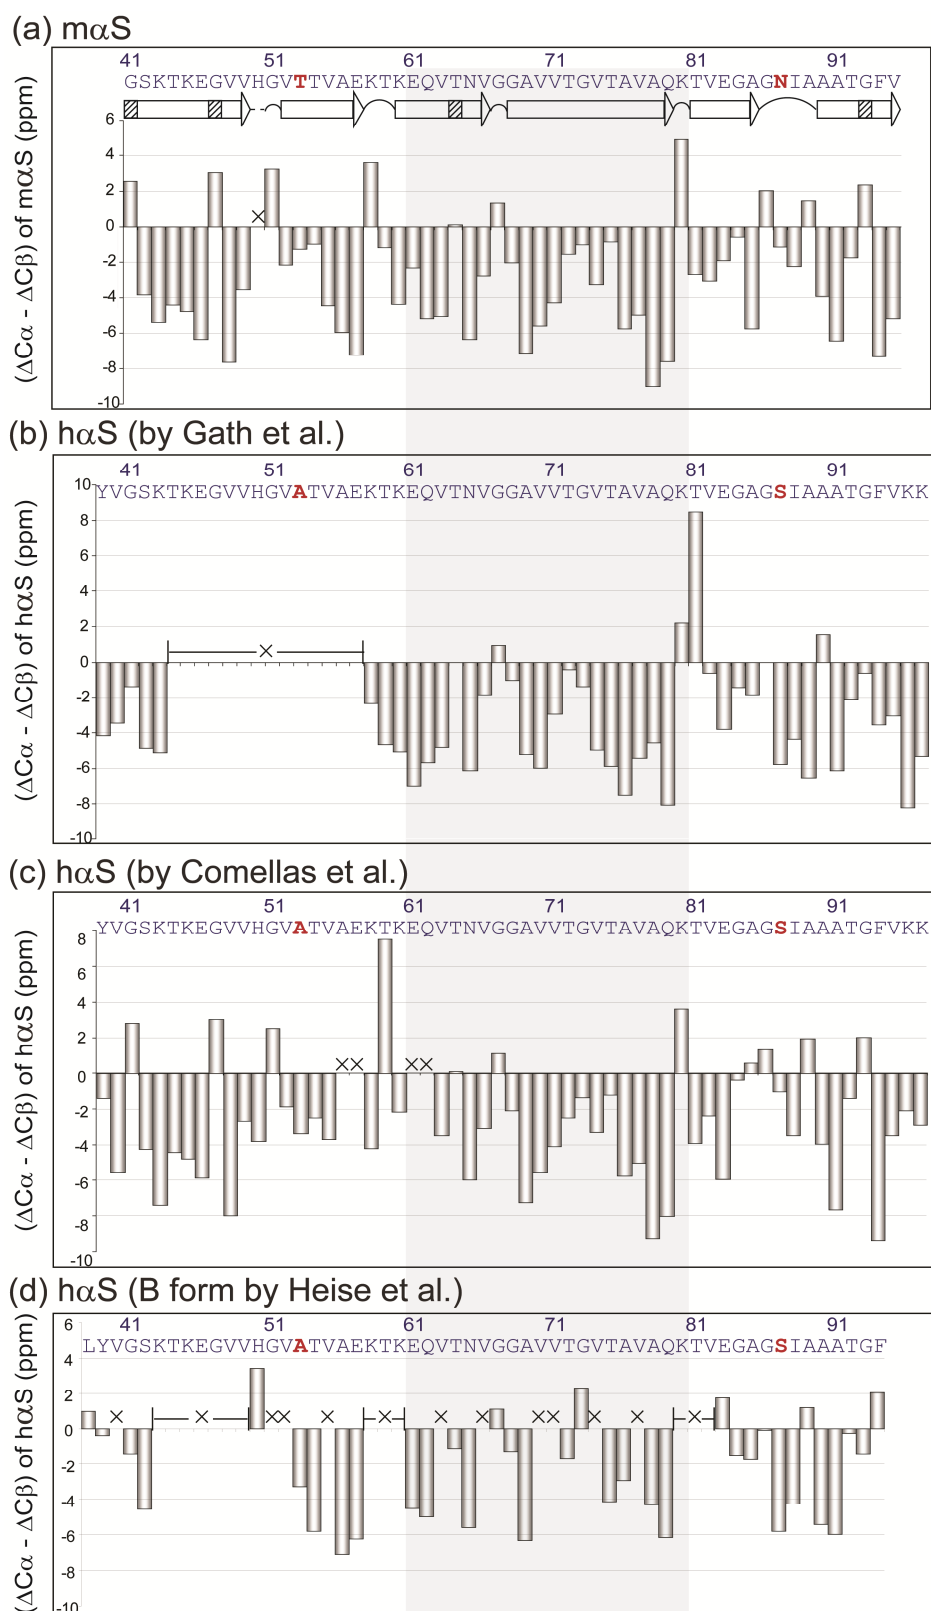 (a) mαS
41 51 61 71 81 91
GSKTKEGVVHGVTTVAEKTKEQVTNVGGAVVTGVTAVAQKTVEGAGNIAAATGFV
(ΔCα - ΔCβ) of mαS (ppm)
6
4
2
0
-2
-4
-6
-8
-10
×
(b) hαS (by Gath et al.)
41 51 61 71 81 91
YVGSKTKEGVVHGVATVAEKTKEQVTNVGGAVVTGVTAVAQKTVEGAGSIAAATGFVKK
(ΔCα - ΔCβ) of hαS (ppm)
10
8
6
4
2
0
-2
-4
-6
-8
-10
×
(c) hαS (by Comellas et al.)
41 51 61 71 81 91
YVGSKTKEGVVHGVATVAEKTKEQVTNVGGAVVTGVTAVAQKTVEGAGSIAAATGFVKK
(ΔCα - ΔCβ) of hαS (ppm)
8
6
4
2
0
-2
-4
-6
-8
-10
×× ××
(d) hαS (B form by Heise et al.)
41 51 61 71 81 91
LYVGSKTKEGVVHGVATVAEKTKEQVTNVGGAVVTGVTAVAQKTVEGAGSIAAATGF
(ΔCα - ΔCβ) of hαS (ppm)
6
4
2
0
-2
-4
-6
-8
-10
× × ×× × × × × ×× × × ×